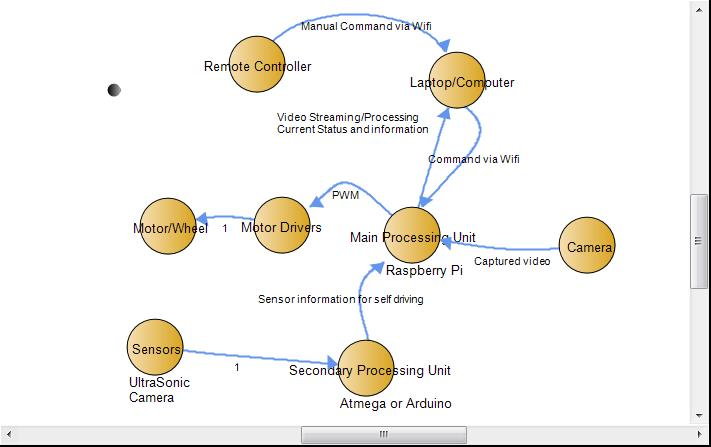 Manual Command via Wifi
Remote Controller
Laptop/Computer
Video Streaming/Processing
Current Status and information
Command via Wifi
PWM
Motor/Wheel
1
Motor Drivers
Main Processing Unit
Camera
Captured video
Raspberry Pi
Sensor information for self driving
Sensors
1
Secondary Processing Unit
UltraSonic
Camera
Atmega or Arduino